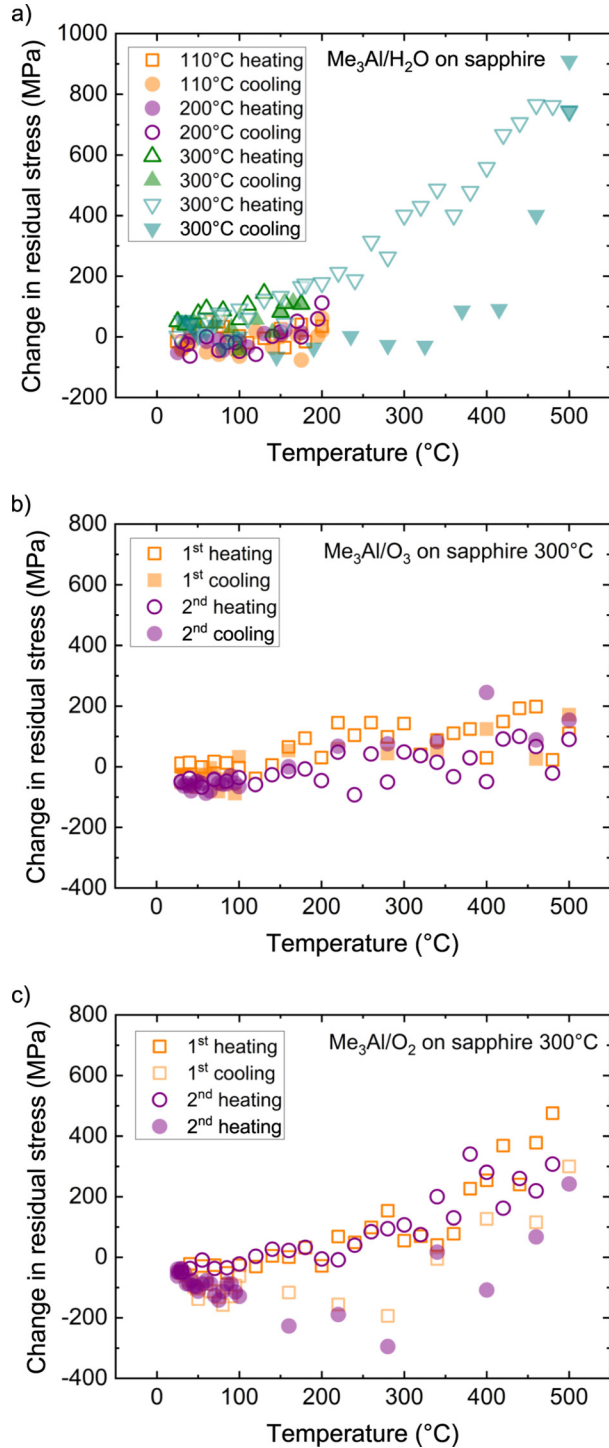 a)
1000
800
600
400
200
0
-200
Change in residual stress (MPa)
110°C heating
110°C cooling
200°C heating
200°C cooling
300°C heating
300°C cooling
300°C heating
300°C cooling
Me₃Al/H₂O on sapphire
0 100 200 300 400 500
Temperature (°C)
b)
800
600
400
200
0
-200
-400
Change in residual stress (MPa)
1ˢᵗ heating
1ˢᵗ cooling
2ⁿᵈ heating
2ⁿᵈ cooling
Me₃Al/O₃ on sapphire 300°C
0 100 200 300 400 500
Temperature (°C)
c)
800
600
400
200
0
-200
-400
Change in residual stress (MPa)
1ˢᵗ heating
1ˢᵗ cooling
2ⁿᵈ heating
2ⁿᵈ heating
Me₃Al/O₂ on sapphire 300°C
0 100 200 300 400 500
Temperature (°C)